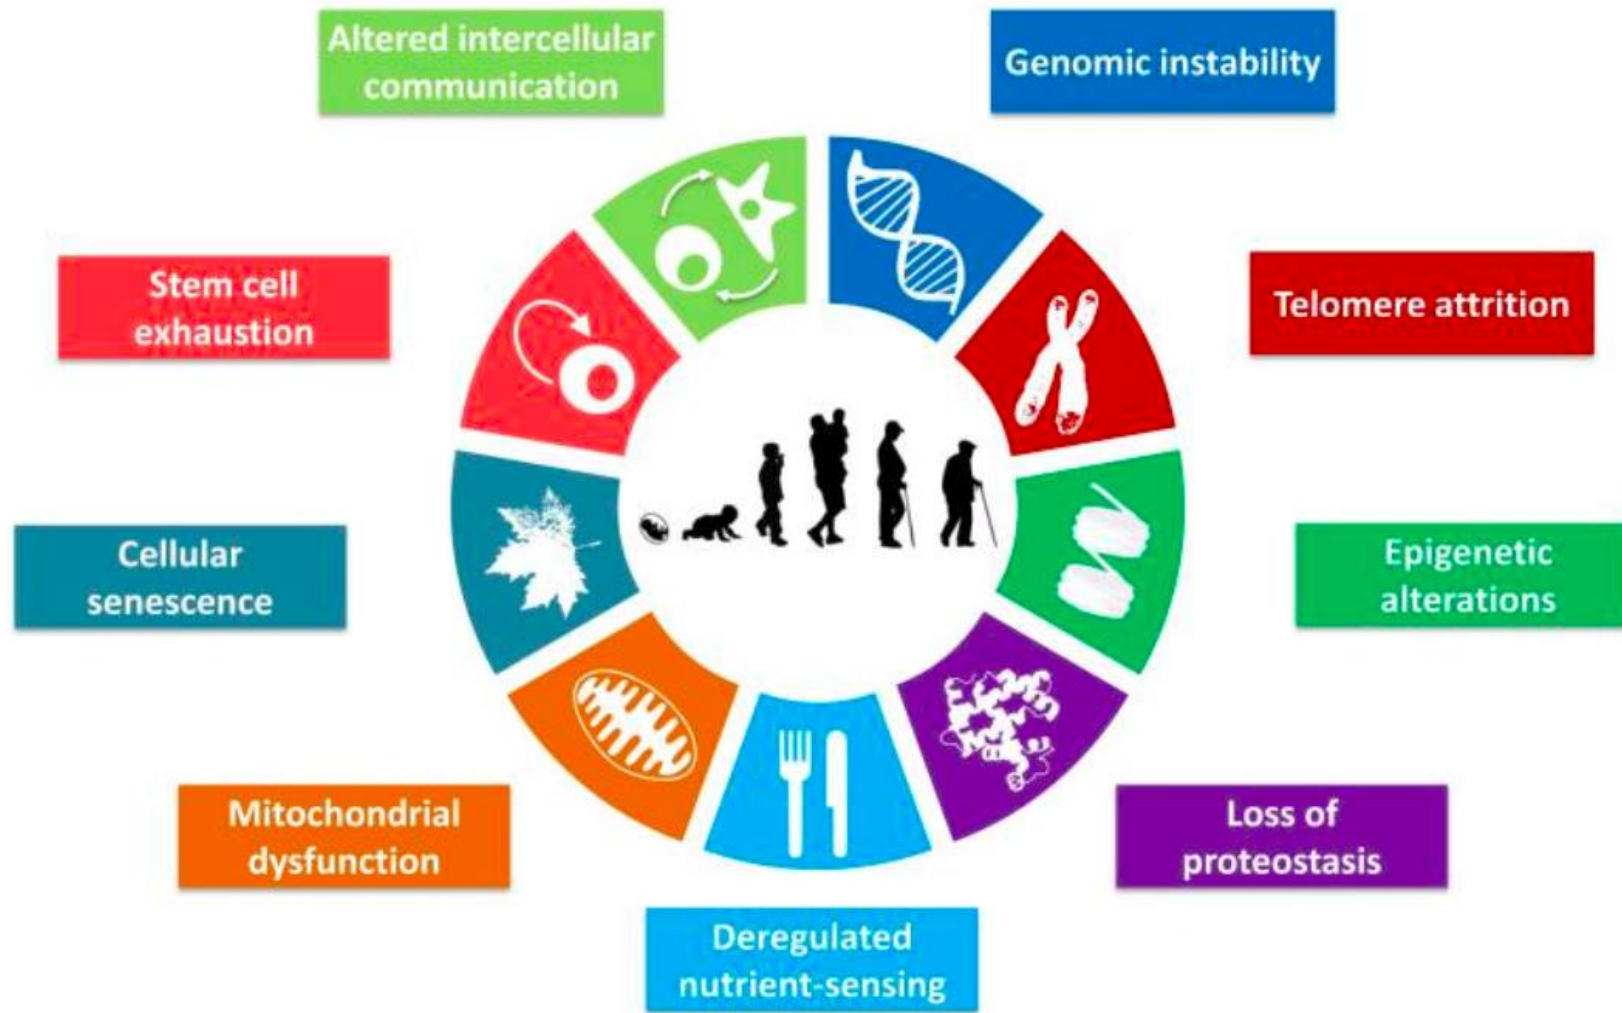 Altered intercellular
communication
Genomic instability
Stem cell
exhaustion
Telomere attrition
Cellular
senescence
Epigenetic
alterations
Mitochondrial
dysfunction
Loss of
proteostasis
Deregulated
nutrient-sensing